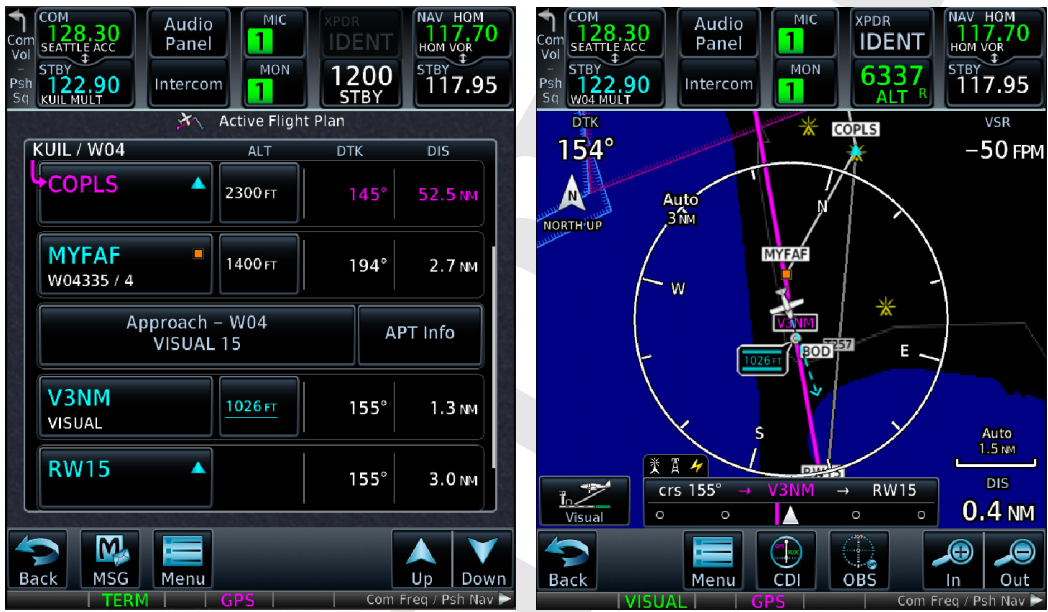 COM
128.30
SEATTLE ACC
STBY
122.90
KUIL MULT
Com
Vol
Psh
Sq
Audio
Panel
Intercom
MIC
1
MON
1
XPDR
IDENT
1200
STBY
NAV HOM
117.70
HOM VOR
STBY
117.95
Active Flight Plan
KUIL / W04 ALT DTK DIS
COPLS 2300 FT 145° 52.5 NM
MYFAF 1400 FT 194° 2.7 NM
W04335 / 4
Approach – W04
VISUAL 15
APT Info
V3NM 1026 FT 155° 1.3 NM
VISUAL
RW15 155° 3.0 NM
Back MSG Menu Up Down
TERM GPS Com Freq / Psh Nav
COM
128.30
SEATTLE ACC
STBY
122.90
W04 MULT
Com
Vol
Psh
Sq
Audio
Panel
Intercom
MIC
1
MON
1
XPDR
IDENT
6337
ALT R
NAV HOM
117.70
HOM VOR
STBY
117.95
DTK
154°
N
NORTH UP
Auto
3 NM
COPLS
VSR
-50 FPM
N
MYFAF
W
V3NM
BOD
T257
1026 FT
E
S
RW15
Auto
1.5 NM
DIS
0.4 NM
Visual
crs 155° → V3NM → RW15
Back Menu CDI OBS In Out
VISUAL GPS Com Freq / Psh Nav